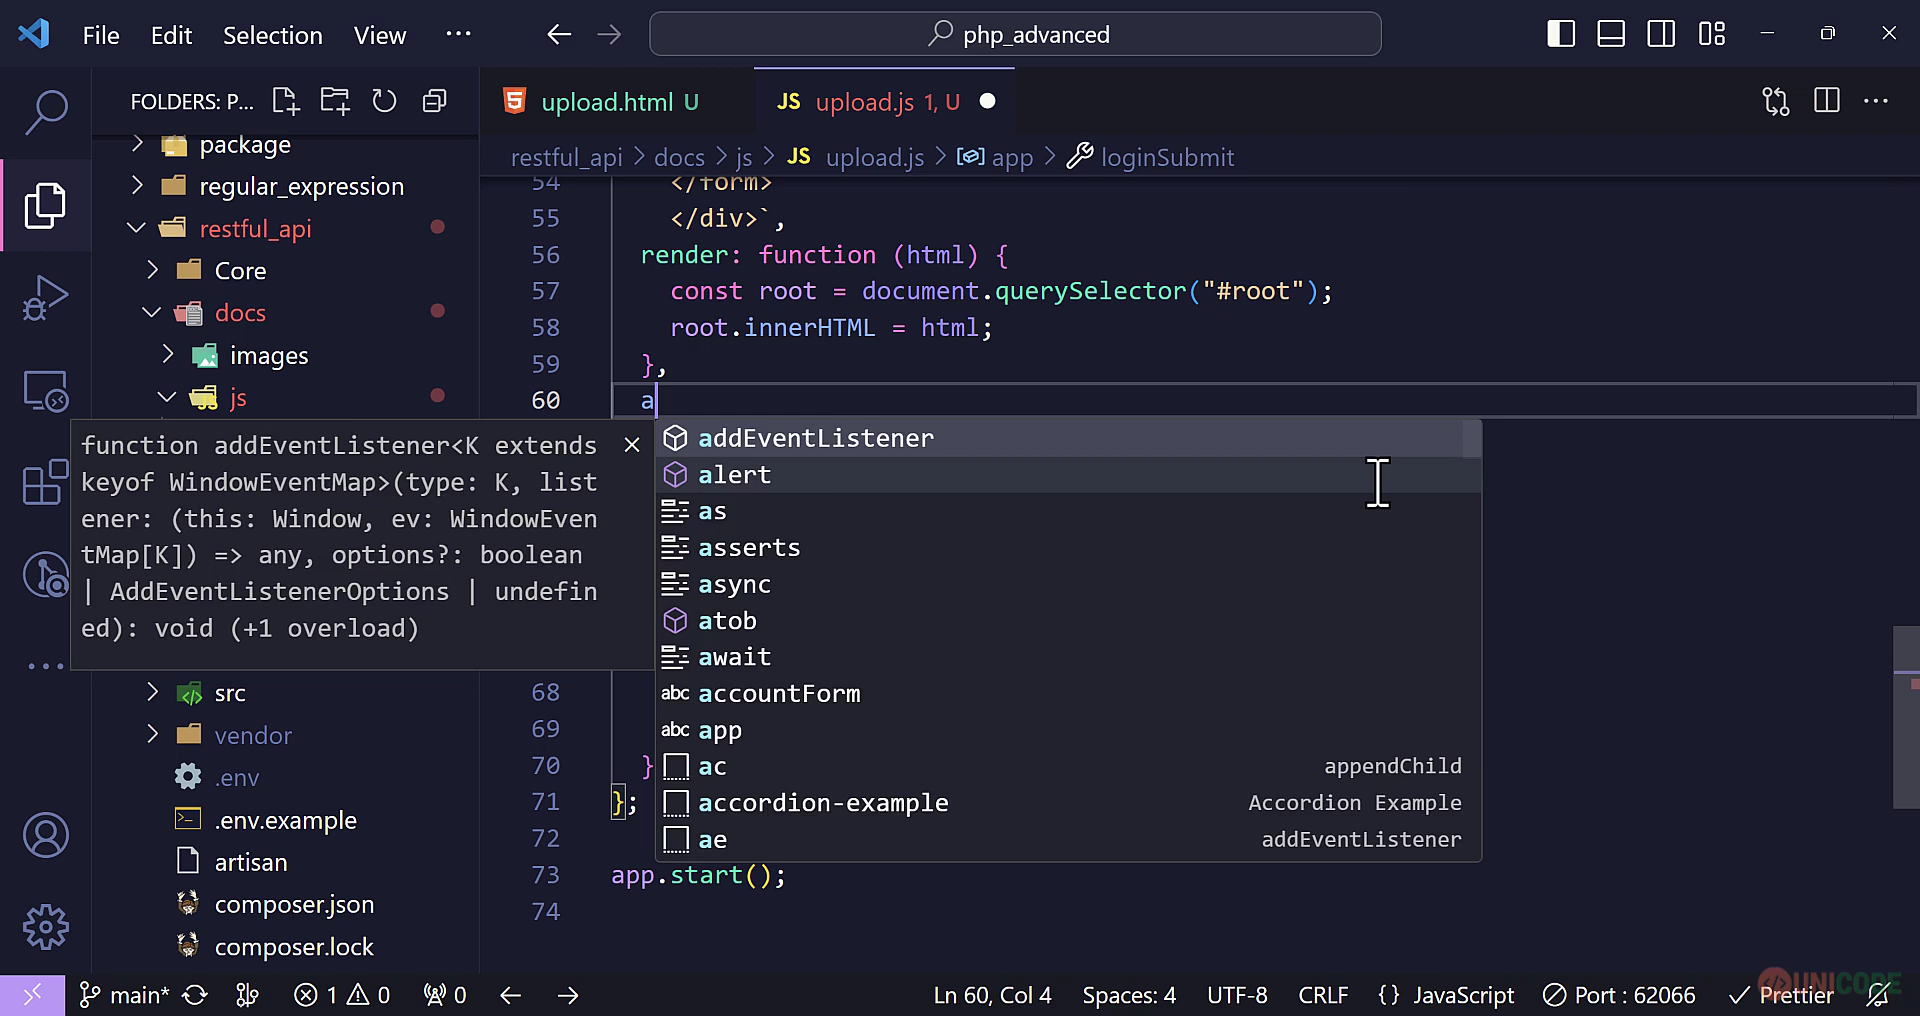 File Edit Selection View ...
php_advanced
FOLDERS: P...
upload.html U
JS upload.js 1, U
package
regular_expression
restful_api
Core
docs
images
js
src
vendor
.env
.env.example
artisan
composer.json
composer.lock
restful_api > docs > js > JS upload.js > app > loginSubmit
54 </form>
55 </div>`,
56 render: function (html) {
57 const root = document.querySelector("#root");
58 root.innerHTML = html;
59 },
60 a
function addEventListener<K extends
keyof WindowEventMap>(type: K, list
ener: (this: Window, ev: WindowEven
tMap[K]) => any, options?: boolean
| AddEventListenerOptions | undefin
ed): void (+1 overload)
addEventListener
alert
as
asserts
async
atob
await
abc accountForm
abc app
ac appendChild
accordion-example Accordion Example
ae addEventListener
68
69
70 }
71 };
72
73 app.start();
74
main* 1 0 0
Ln 60, Col 4 Spaces: 4 UTF-8 CRLF {} JavaScript Port : 62066 Prettier
UNICODE